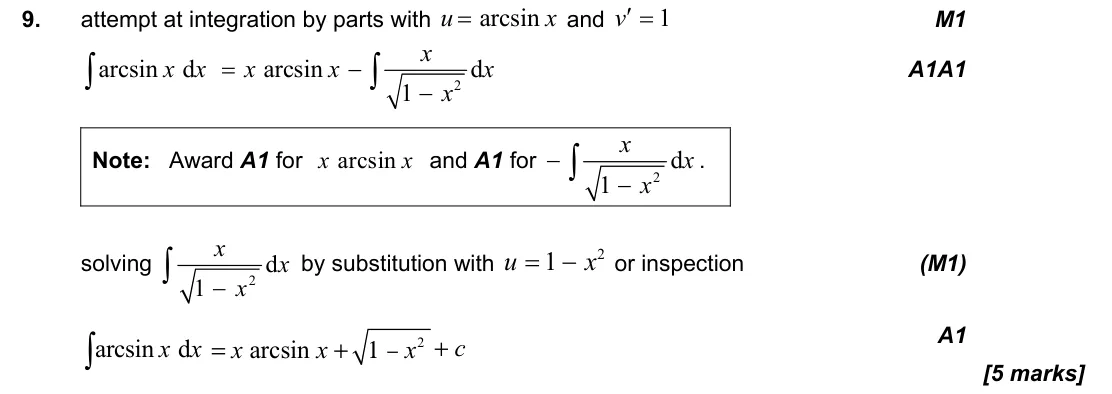 9. attempt at integration by parts with u = arcsin x and v′ = 1 M1
∫arcsin x dx = x arcsin x − ∫ x/√(1 − x²) dx A1A1
Note: Award A1 for x arcsin x and A1 for − ∫ x/√(1 − x²) dx .
solving ∫ x/√(1 − x²) dx by substitution with u = 1 − x² or inspection (M1)
∫arcsin x dx = x arcsin x + √(1 − x²) + c A1
[5 marks]